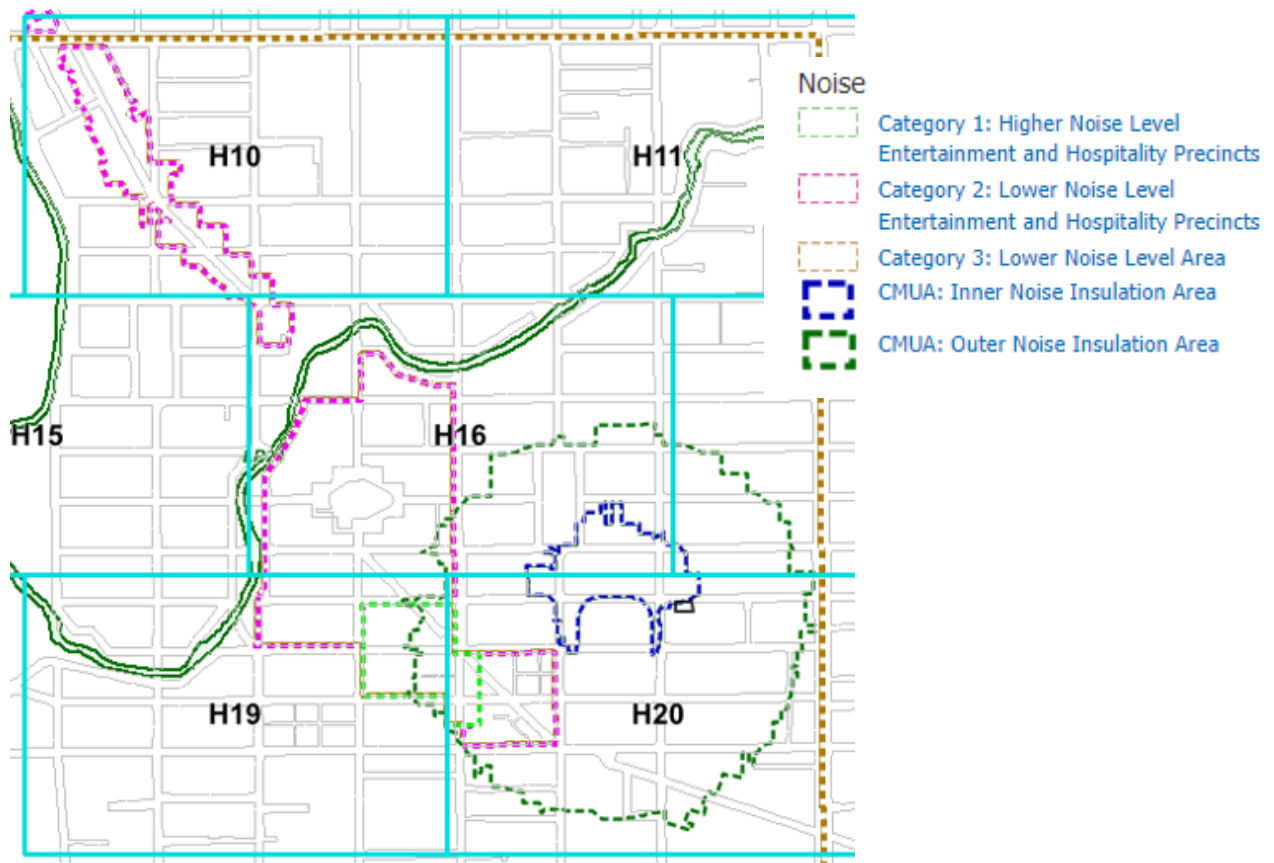 Noise
Category 1: Higher Noise Level
Entertainment and Hospitality Precincts
Category 2: Lower Noise Level
Entertainment and Hospitality Precincts
Category 3: Lower Noise Level Area
CMUA: Inner Noise Insulation Area
CMUA: Outer Noise Insulation Area
H10
H11
H15
H16
H19
H20